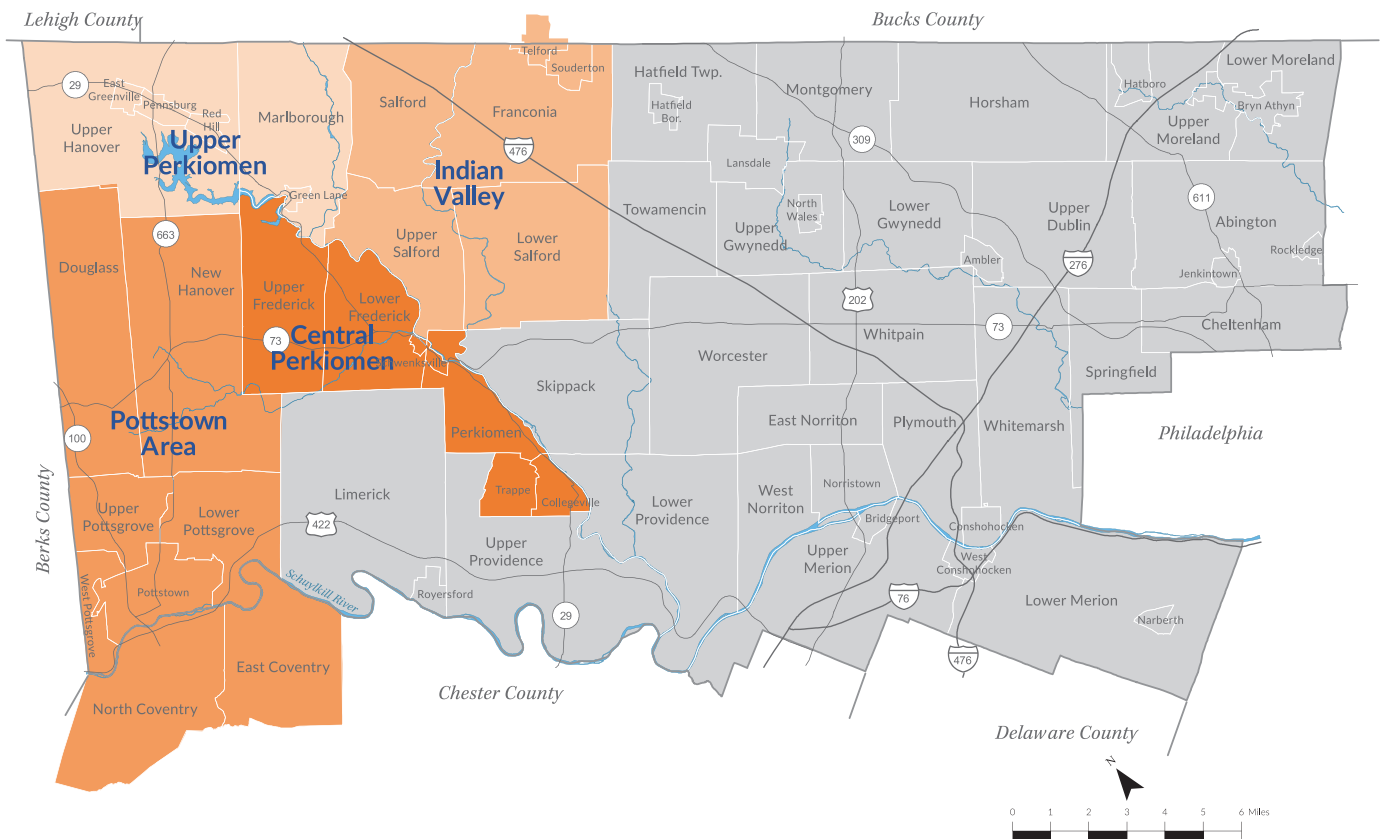 Lehigh County
Bucks County
Telford
Souderton
Lower Moreland
Hatfield Twp.
Hatboro
29
East
Greenville
Pennsburg
Red
Hill
Salford
Franconia
Hatfield
Bor.
Montgomery
Horsham
Bryn Athyn
Upper
Hanover
Marlborough
Upper
Moreland
Upper
Perkiomen
476
309
Indian
Valley
Lansdale
Green Lane
North
Wales
Lower
Gwynedd
Upper
Dublin
611
Abington
Towamencin
Upper
Gwynedd
663
Upper
Salford
Lower
Salford
Rockledge
Douglass
New
Hanover
Ambler
276
Jenkintown
Upper
Frederick
Lower
Frederick
202
73
Central
Perkiomen
Whitpain
73
Cheltenham
Worcester
Skippack
Springfield
Pottstown
Area
100
Perkiomen
East Norriton
Plymouth
Whitemarsh
Philadelphia
Berks County
Limerick
Trappe
Collegeville
Lower
Providence
West
Norriton
Norristown
Upper
Pottsgrove
Lower
Pottsgrove
422
Bridgeport
Conshohocken
Upper
Providence
Upper
Merion
West
Conshohocken
West Pottsgrove
Pottstown
Schuylkill River
Royersford
76
Lower Merion
29
Narberth
East Coventry
476
Chester County
North Coventry
Delaware County
N
0 1 2 3 4 5 6 Miles